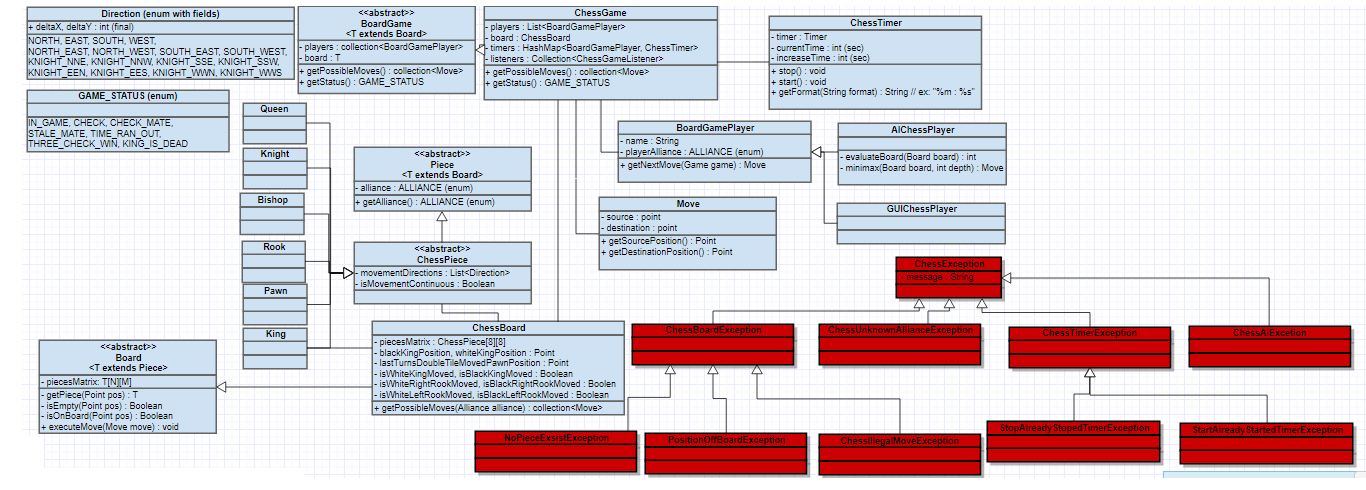 Direction (enum with fields)
+ deltaX, deltaY : int (final)
NORTH, EAST, SOUTH, WEST,
NORTH_EAST, NORTH_WEST, SOUTH_EAST, SOUTH_WEST,
KNIGHT_NNE, KNIGHT_NNW, KNIGHT_SSE, KNIGHT_SSW,
KNIGHT_EEN, KNIGHT_EES, KNIGHT_WWN, KNIGHT_WWS
<<abstract>>
BoardGame
<T extends Board>
- players : collection<BoardGamePlayer>
- board : T
+ getPossibleMoves() : collection<Move>
+ getStatus() : GAME_STATUS
ChessGame
- players : List<BoardGamePlayer>
- board : ChessBoard
- timers : HashMap<BoardGamePlayer, ChessTimer>
- listeners : Collection<ChessGameListener>
+ getPossibleMoves() : collection<Move>
+ getStatus() : GAME_STATUS
ChessTimer
- timer : Timer
- currentTime : int (sec)
- increaseTime : int (sec)
+ stop() : void
+ start() : void
+ getFormat(String format) : String // ex: "%m : %s"
GAME_STATUS (enum)
IN_GAME, CHECK, CHECK_MATE,
STALE_MATE, TIME_RAN_OUT,
THREE_CHECK_WIN, KING_IS_DEAD
Queen
Knight
Bishop
Rook
Pawn
King
<<abstract>>
Piece
<T extends Board>
- alliance : ALLIANCE (enum)
+ getAlliance() : ALLIANCE (enum)
BoardGamePlayer
- name : String
- playerAlliance : ALLIANCE (enum)
+ getNextMove(Game game) : Move
AIChessPlayer
- evaluateBoard(Board board) : int
- minimax(Board board, int depth) : Move
GUIChessPlayer
Move
- source : point
- destination : point
+ getSourcePosition() : Point
+ getDestinationPosition() : Point
<<abstract>>
ChessPiece
- movementDirections : List<Direction>
- isMovementContinuous : Boolean
ChessException
- message : String
ChessBoard
- piecesMatrix : ChessPiece[8][8]
- blackKingPosition, whiteKingPosition : Point
- lastTurnsDoubleTileMovedPawnPosition : Point
- isWhiteKingMoved, isBlackKingMoved : Boolean
- isWhiteRightRookMoved, isBlackRightRookMoved : Boolen
- isWhiteLeftRookMoved, isBlackLeftRookMoved : Boolean
+ getPossibleMoves(Alliance alliance) : collection<Move>
ChessBoardException
ChessUnknownAllianceException
ChessTimerException
ChessAiExcetion
<<abstract>>
Board
<T extends Piece>
- piecesMatrix: T[N][M]
- getPiece(Point pos) : T
- isEmpty(Point pos) : Boolean
- isOnBoard(Point pos) : Boolean
+ executeMove(Move move) : void
NoPieceExsistException
PositionOffBoardException
ChessIllegalMoveException
StopAlreadyStopedTimerException
StartAlreadyStartedTimerException